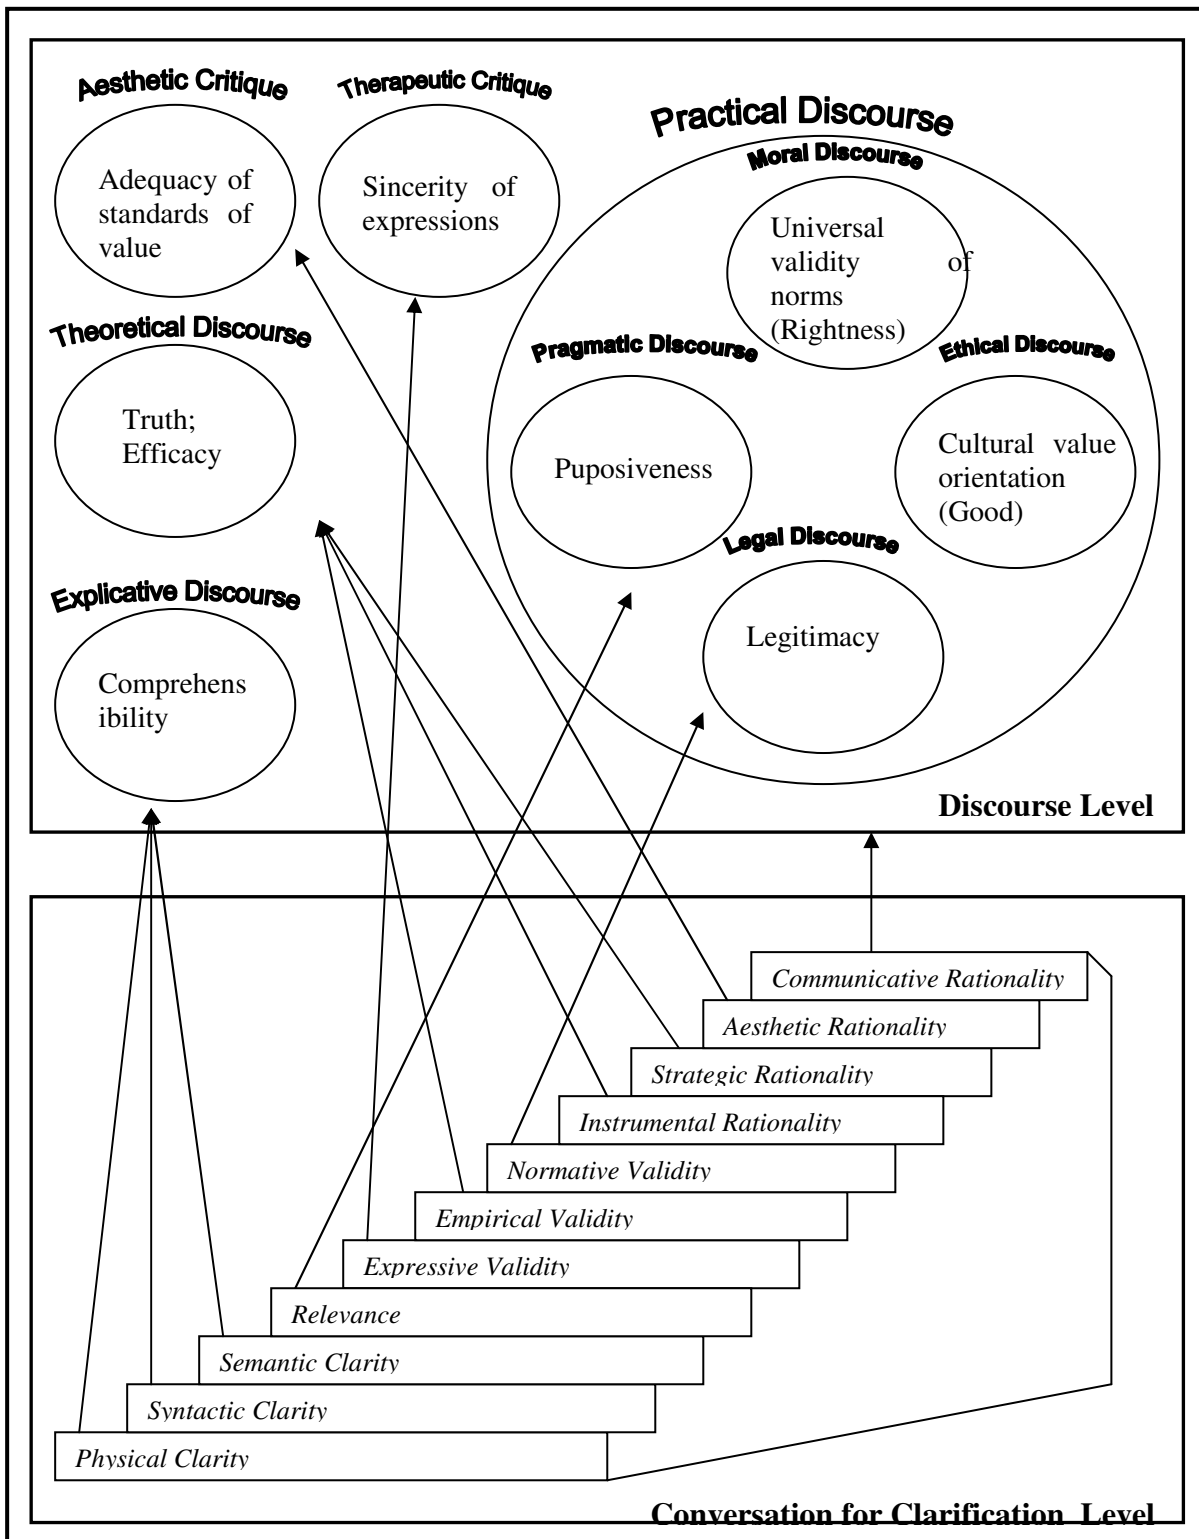 Aesthetic Critique
Adequacy of
standards of
value
Therapeutic Critique
Sincerity of
expressions
Practical Discourse
Moral Discourse
Universal
validity of
norms
(Rightness)
Theoretical Discourse
Truth;
Efficacy
Pragmatic Discourse
Puposiveness
Ethical Discourse
Cultural value
orientation
(Good)
Legal Discourse
Legitimacy
Explicative Discourse
Comprehens
ibility
Discourse Level
Communicative Rationality
Aesthetic Rationality
Strategic Rationality
Instrumental Rationality
Normative Validity
Empirical Validity
Expressive Validity
Relevance
Semantic Clarity
Syntactic Clarity
Physical Clarity
Conversation for Clarification Level